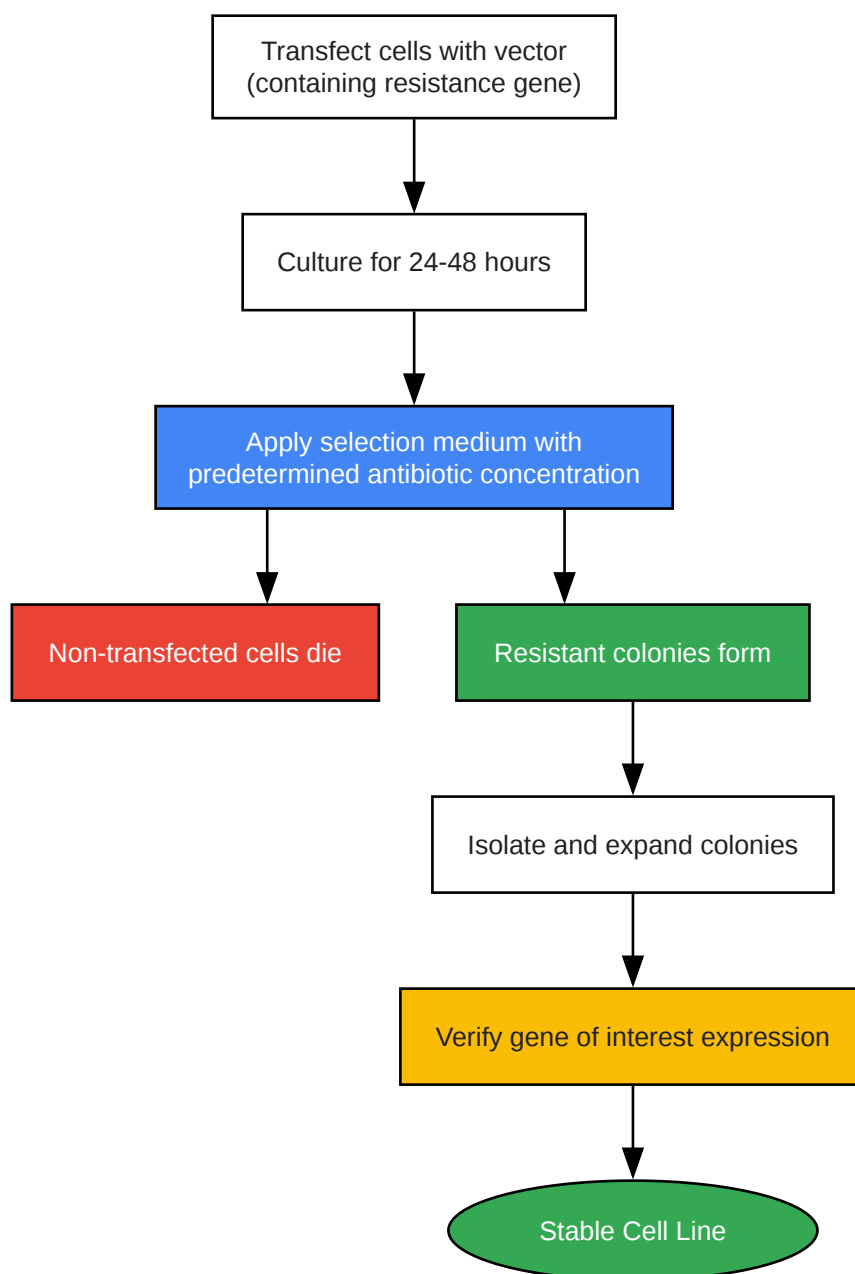 Transfect cells with vector
(containing resistance gene)
Culture for 24-48 hours
Apply selection medium with
predetermined antibiotic concentration
Non-transfected cells die
Resistant colonies form
Isolate and expand colonies
Verify gene of interest expression
Stable Cell Line